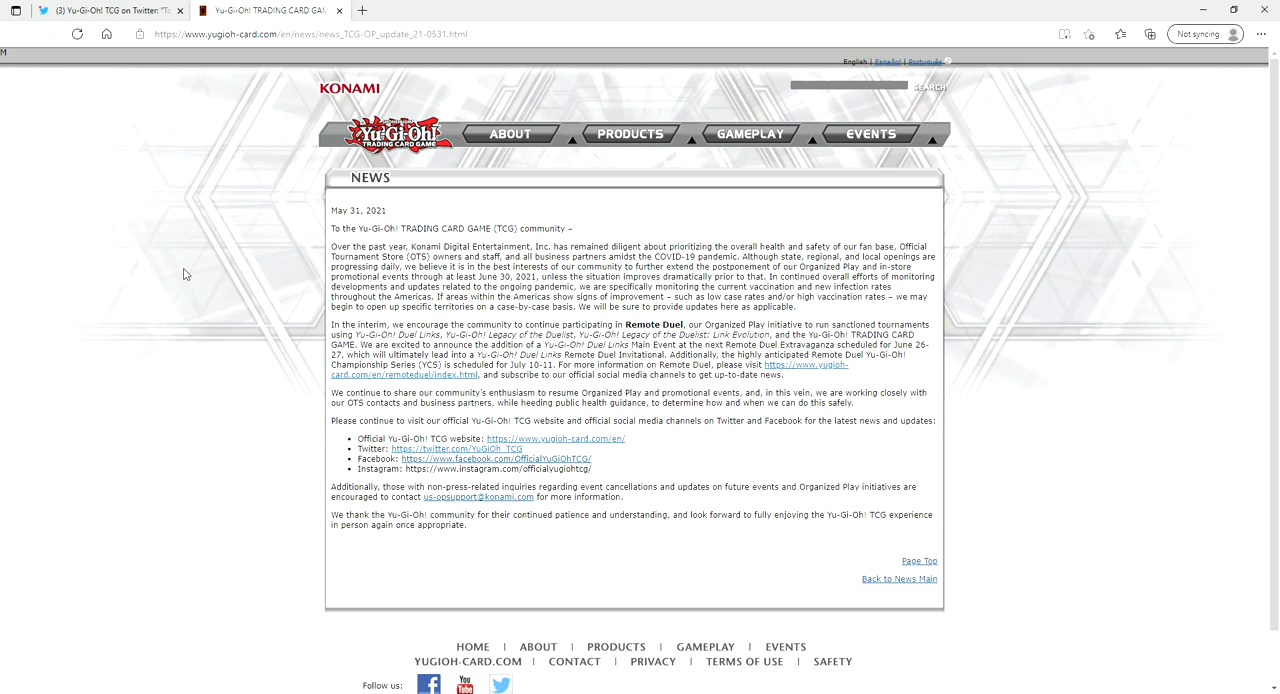 (3) Yu-Gi-Oh! TCG on Twitter: "To
Yu-Gi-Oh! TRADING CARD GAM
https://www.yugioh-card.com/en/news/news_TCG-OP_update_21-0531.html
Not syncing
M
English | Español | Português
KONAMI
SEARCH
Yu-Gi-Oh!
TRADING CARD GAME
ABOUT
PRODUCTS
GAMEPLAY
EVENTS
NEWS
May 31, 2021
To the Yu-Gi-Oh! TRADING CARD GAME (TCG) community –
Over the past year, Konami Digital Entertainment, Inc. has remained diligent about prioritizing the overall health and safety of our fan base, Official
Tournament Store (OTS) owners and staff, and all business partners amidst the COVID-19 pandemic. Although state, regional, and local openings are
progressing daily, we believe it is in the best interests of our community to further extend the postponement of our Organized Play and in-store
promotional events through at least June 30, 2021, unless the situation improves dramatically prior to that. In continued overall efforts of monitoring
developments and updates related to the ongoing pandemic, we are specifically monitoring the current vaccination and new infection rates
throughout the Americas. If areas within the Americas show signs of improvement – such as low case rates and/or high vaccination rates – we may
begin to open up specific territories on a case-by-case basis. We will be sure to provide updates here as applicable.
In the interim, we encourage the community to continue participating in Remote Duel, our Organized Play initiative to run sanctioned tournaments
using Yu-Gi-Oh! Duel Links, Yu-Gi-Oh! Legacy of the Duelist, Yu-Gi-Oh! Legacy of the Duelist: Link Evolution, and the Yu-Gi-Oh! TRADING CARD
GAME. We are excited to announce the addition of a Yu-Gi-Oh! Duel Links Main Event at the next Remote Duel Extravaganza scheduled for June 26-
27, which will ultimately lead into a Yu-Gi-Oh! Duel Links Remote Duel Invitational. Additionally, the highly anticipated Remote Duel Yu-Gi-Oh!
Championship Series (YCS) is scheduled for July 10-11. For more information on Remote Duel, please visit https://www.yugioh-
card.com/en/remoteduel/index.html, and subscribe to our official social media channels to get up-to-date news.
We continue to share our community's enthusiasm to resume Organized Play and promotional events, and, in this vein, we are working closely with
our OTS contacts and business partners, while heeding public health guidance, to determine how and when we can do this safely.
Please continue to visit our official Yu-Gi-Oh! TCG website and official social media channels on Twitter and Facebook for the latest news and updates:
• Official Yu-Gi-Oh! TCG website: https://www.yugioh-card.com/en/
• Twitter: https://twitter.com/YuGiOh_TCG
• Facebook: https://www.facebook.com/OfficialYuGiOhTCG/
• Instagram: https://www.instagram.com/officialyugiohtcg/
Additionally, those with non-press-related inquiries regarding event cancellations and updates on future events and Organized Play initiatives are
encouraged to contact us-opsupport@konami.com for more information.
We thank the Yu-Gi-Oh! community for their continued patience and understanding, and look forward to fully enjoying the Yu-Gi-Oh! TCG experience
in person again once appropriate.
Page Top
Back to News Main
HOME | ABOUT | PRODUCTS | GAMEPLAY | EVENTS
YUGIOH-CARD.COM | CONTACT | PRIVACY | TERMS OF USE | SAFETY
Follow us:
You Tube